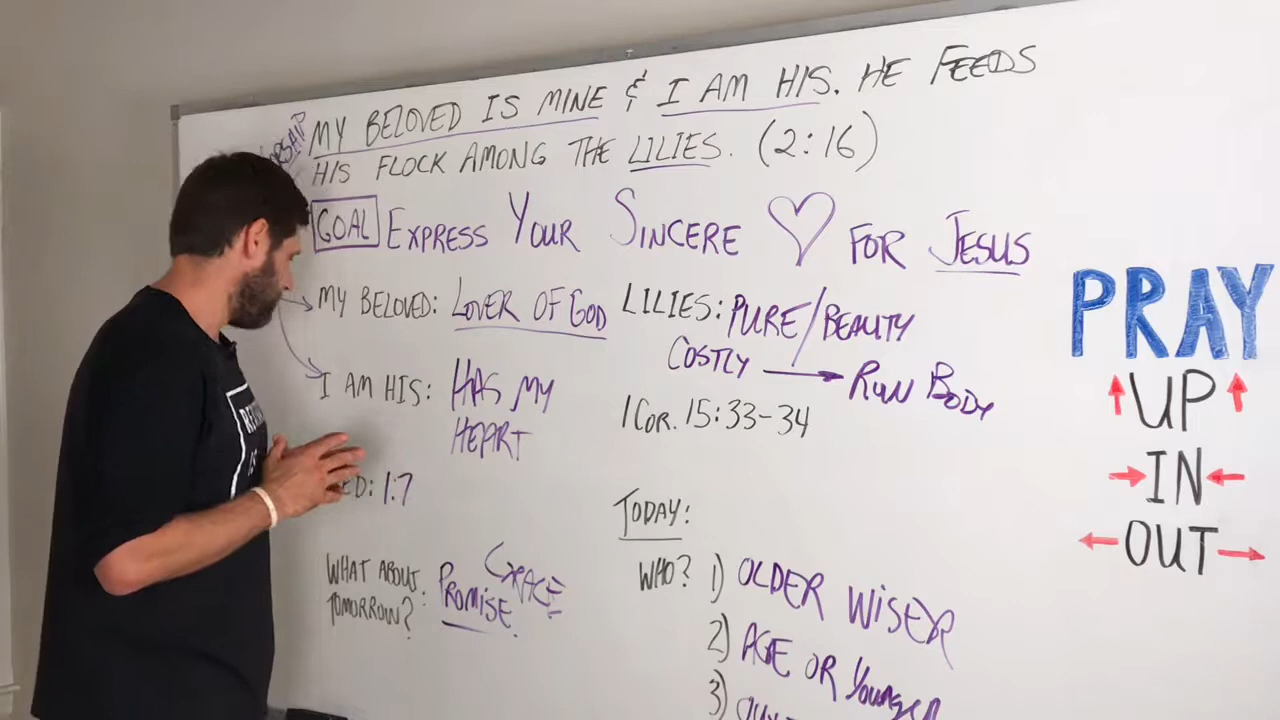 MY BELOVED IS MINE & I AM HIS. HE FEEDS
HIS FLOCK AMONG THE LILIES. (2:16)
GOAL EXPRESS YOUR SINCERE ♡ FOR JESUS
MY BELOVED: LOVER OF GOD
I AM HIS: HAS MY
HEART
1:7
WHAT ABOUT
TOMORROW?:
GRACE
PROMISE.
LILIES: PURE/BEAUTY
COSTLY → RUN BODY
1 COR. 15:33-34
TODAY:
WHO? 1) OLDER WISER
2) AGE OR YOUNGER
3)
PRAY
↑ UP ↑
→ IN ←
← OUT →